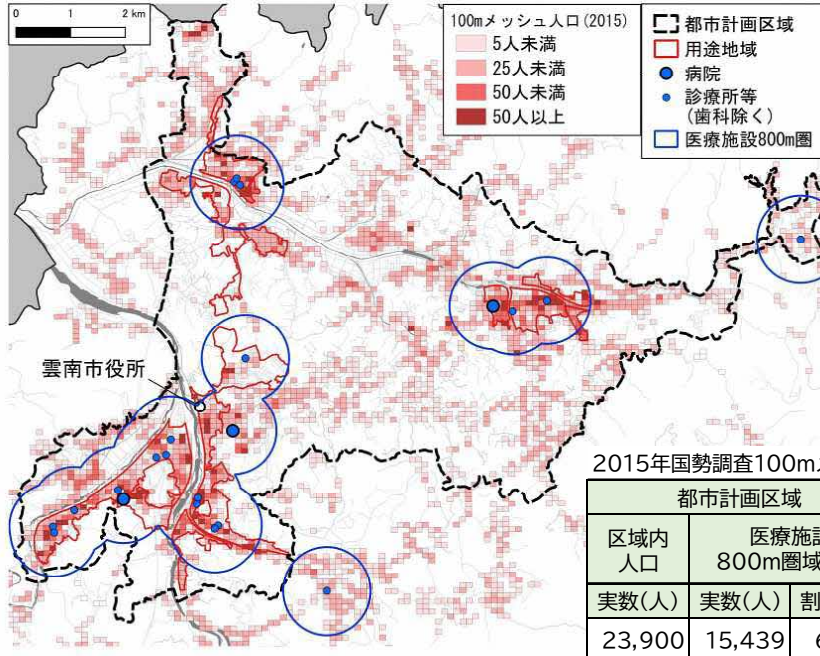 0 1 2 km
100mメッシュ人口(2015)
5人未満
25人未満
50人未満
50人以上
都市計画区域
用途地域
病院
診療所等
(歯科除く)
医療施設800m圏
雲南市役所
2015年国勢調査100m
都市計画区域
区域内
人口
医療施
800m圏域
実数(人) 実数(人) 割
23,900 15,439 6